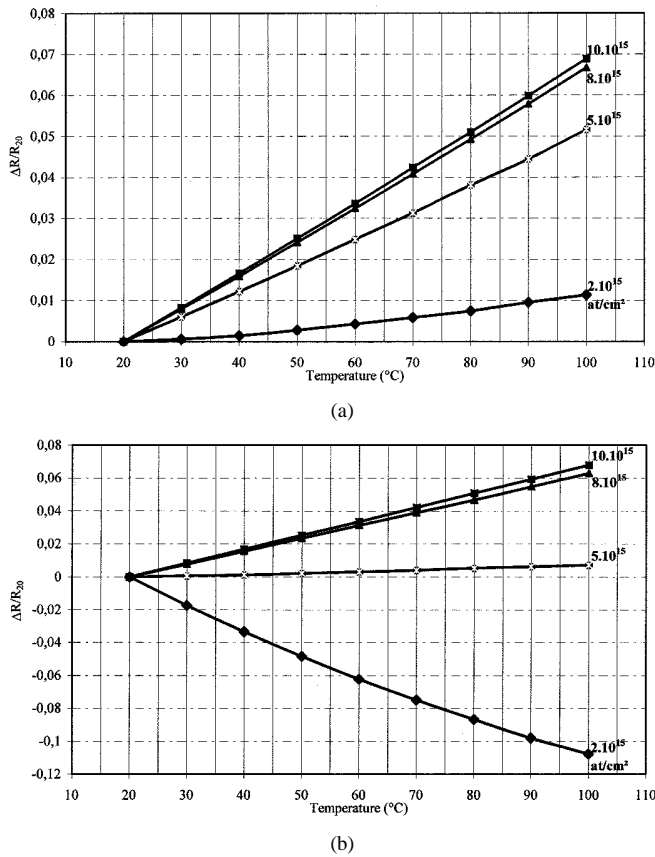 0,08
0,07
0,06
0,05
0,04
0,03
0,02
0,01
0
ΔR/R₂₀
10.10¹⁵
8.10¹⁵
5.10¹⁵
2.10¹⁵
at/cm²
10 20 30 40 50 60 70 80 90 100 110
Temperature (°C)
(a)
0,08
0,06
0,04
0,02
0
-0,02
-0,04
-0,06
-0,08
-0,1
-0,12
ΔR/R₂₀
10.10¹⁵
8.10¹⁵
5.10¹⁵
2.10¹⁵
at/cm²
10 20 30 40 50 60 70 80 90 100 110
Temperature (°C)
(b)